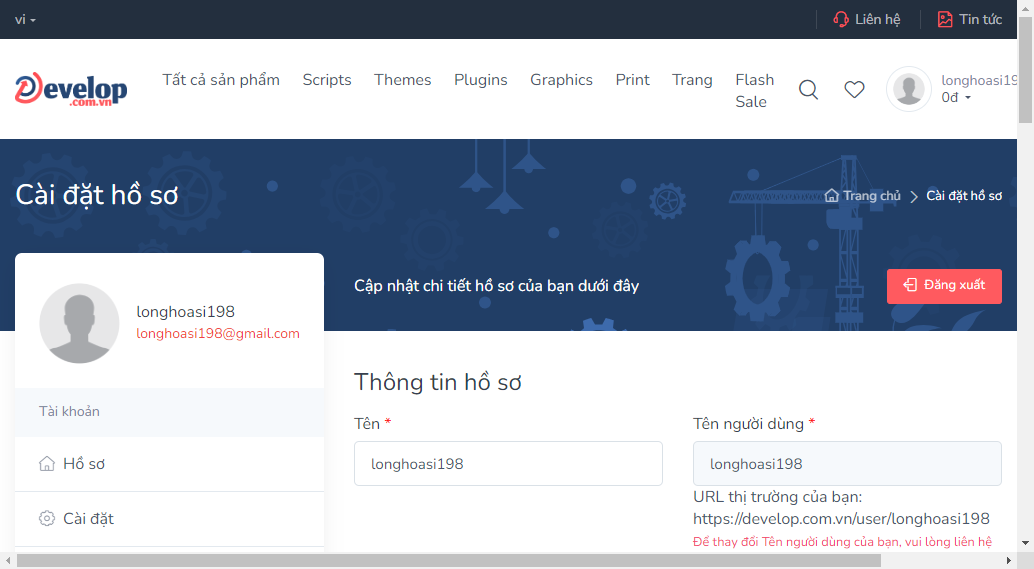 vi
Liên hệ
Tin tức
Develop
.com.vn
Tất cả sản phẩm
Scripts
Themes
Plugins
Graphics
Print
Trang
Flash
Sale
longhoasi19
0đ
Cài đặt hồ sơ
Trang chủ
Cài đặt hồ sơ
longhoasi198
longhoasi198@gmail.com
Cập nhật chi tiết hồ sơ của bạn dưới đây
Đăng xuất
Tài khoản
Hồ sơ
Cài đặt
Thông tin hồ sơ
Tên *
longhoasi198
Tên người dùng *
longhoasi198
URL thị trường của bạn:
https://develop.com.vn/user/longhoasi198
Để thay đổi Tên người dùng của bạn, vui lòng liên hệ